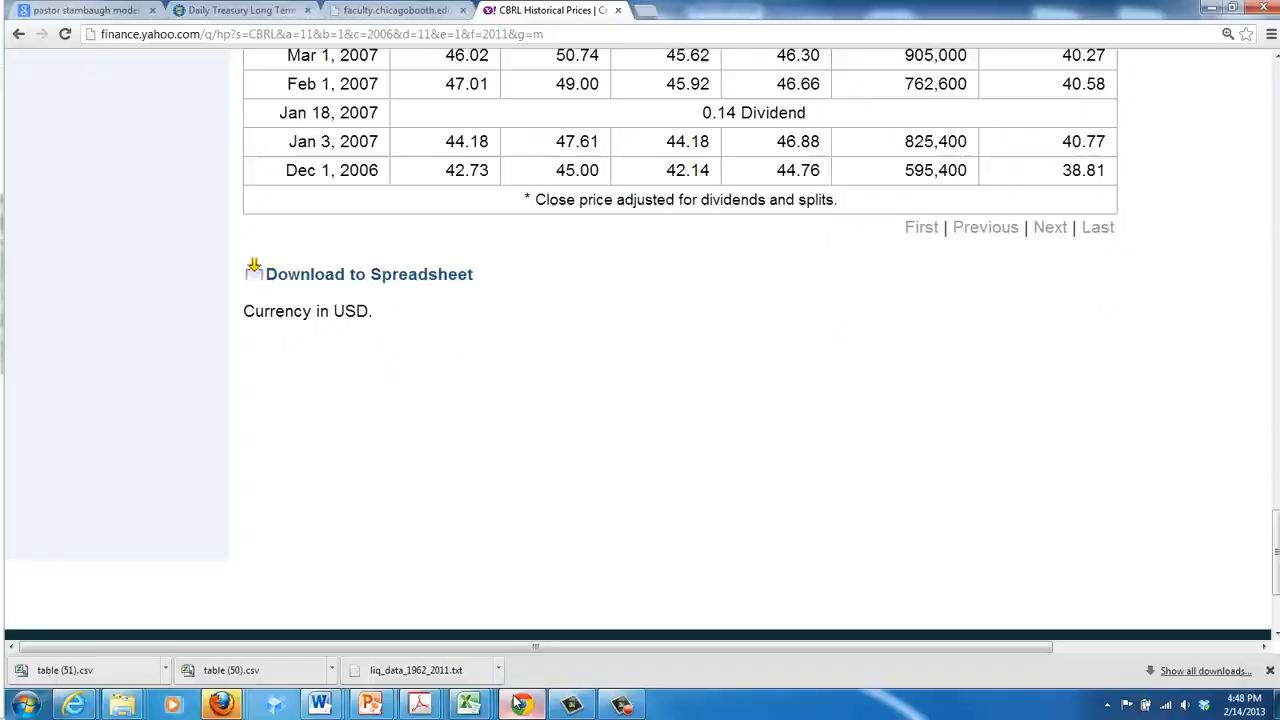 pastor stambaugh mode
Daily Treasury Long Term
faculty.chicagobooth.ed
CBRL Historical Prices | C
finance.yahoo.com/q/hp?s=CBRL&a=11&b=1&c=2006&d=11&e=1&f=2011&g=m
Mar 1, 2007 46.02 50.74 45.62 46.30 905,000 40.27
Feb 1, 2007 47.01 49.00 45.92 46.66 762,600 40.58
Jan 18, 2007 0.14 Dividend
Jan 3, 2007 44.18 47.61 44.18 46.88 825,400 40.77
Dec 1, 2006 42.73 45.00 42.14 44.76 595,400 38.81
* Close price adjusted for dividends and splits.
First | Previous | Next | Last
Download to Spreadsheet
Currency in USD.
table (51).csv
table (50).csv
liq_data_1962_2011.txt
Show all downloads...
4:48 PM
2/14/2013